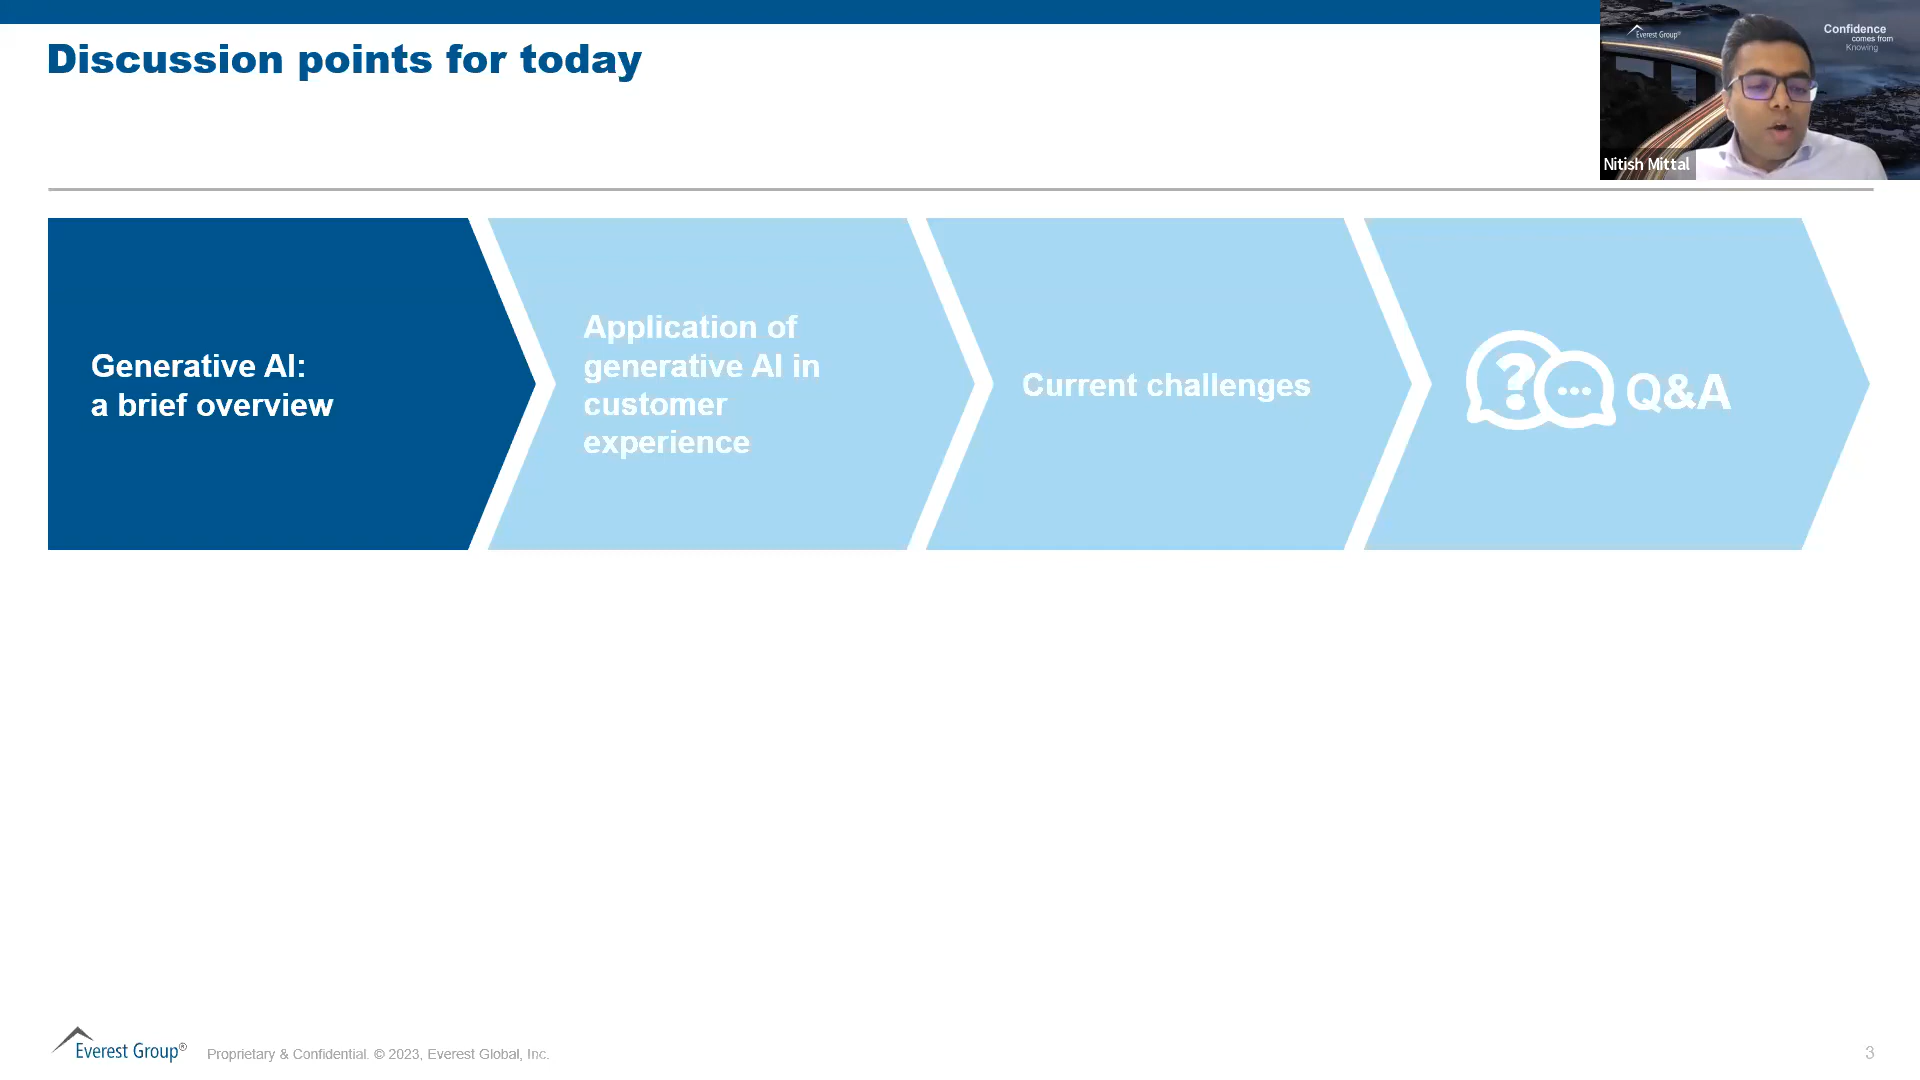 Discussion points for today
Everest Group®
Confidence
comes from
Knowing
Nitish Mittal
Generative AI:
a brief overview
Application of
generative AI in
customer
experience
Current challenges
?
Q&A
Everest Group®
Proprietary & Confidential. © 2023, Everest Global, Inc.
3